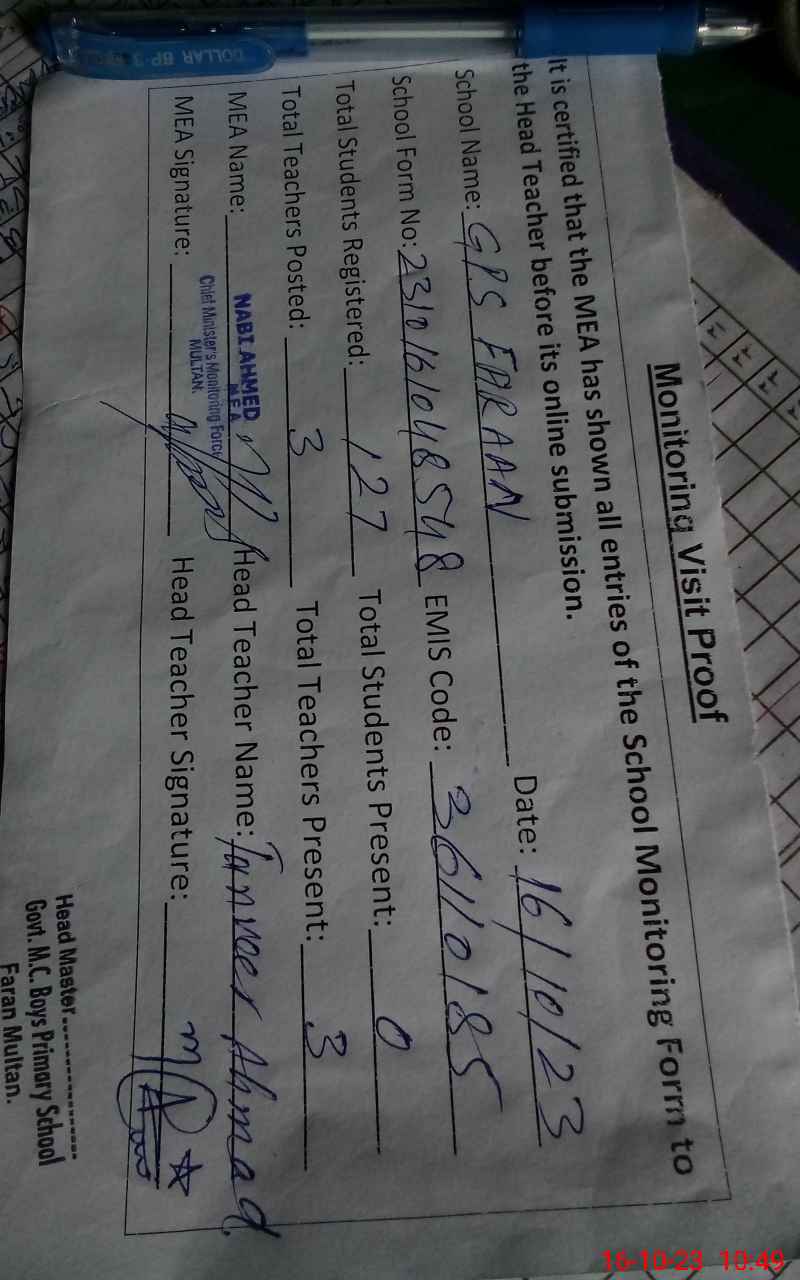 Monitoring Visit Proof
It is certified that the MEA has shown all entries of the School Monitoring Form to
the Head Teacher before its online submission.
School Name: GPS FARAAN Date: 16/10/23
School Form No: 2310161048548 EMIS Code: 36110185
Total Students Registered: 127 Total Students Present: 0
Total Teachers Posted: 3 Total Teachers Present: 3
MEA Name: Head Teacher Name: Tanveer Ahmad
NABI AHMED
MEA
Chief Minister's Monitoring Force
MULTAN.
MEA Signature: Head Teacher Signature:
Head Master
Govt. M.C. Boys Primary School
Faran Multan.
DOLLAR BP-3
16-10-23 10:49